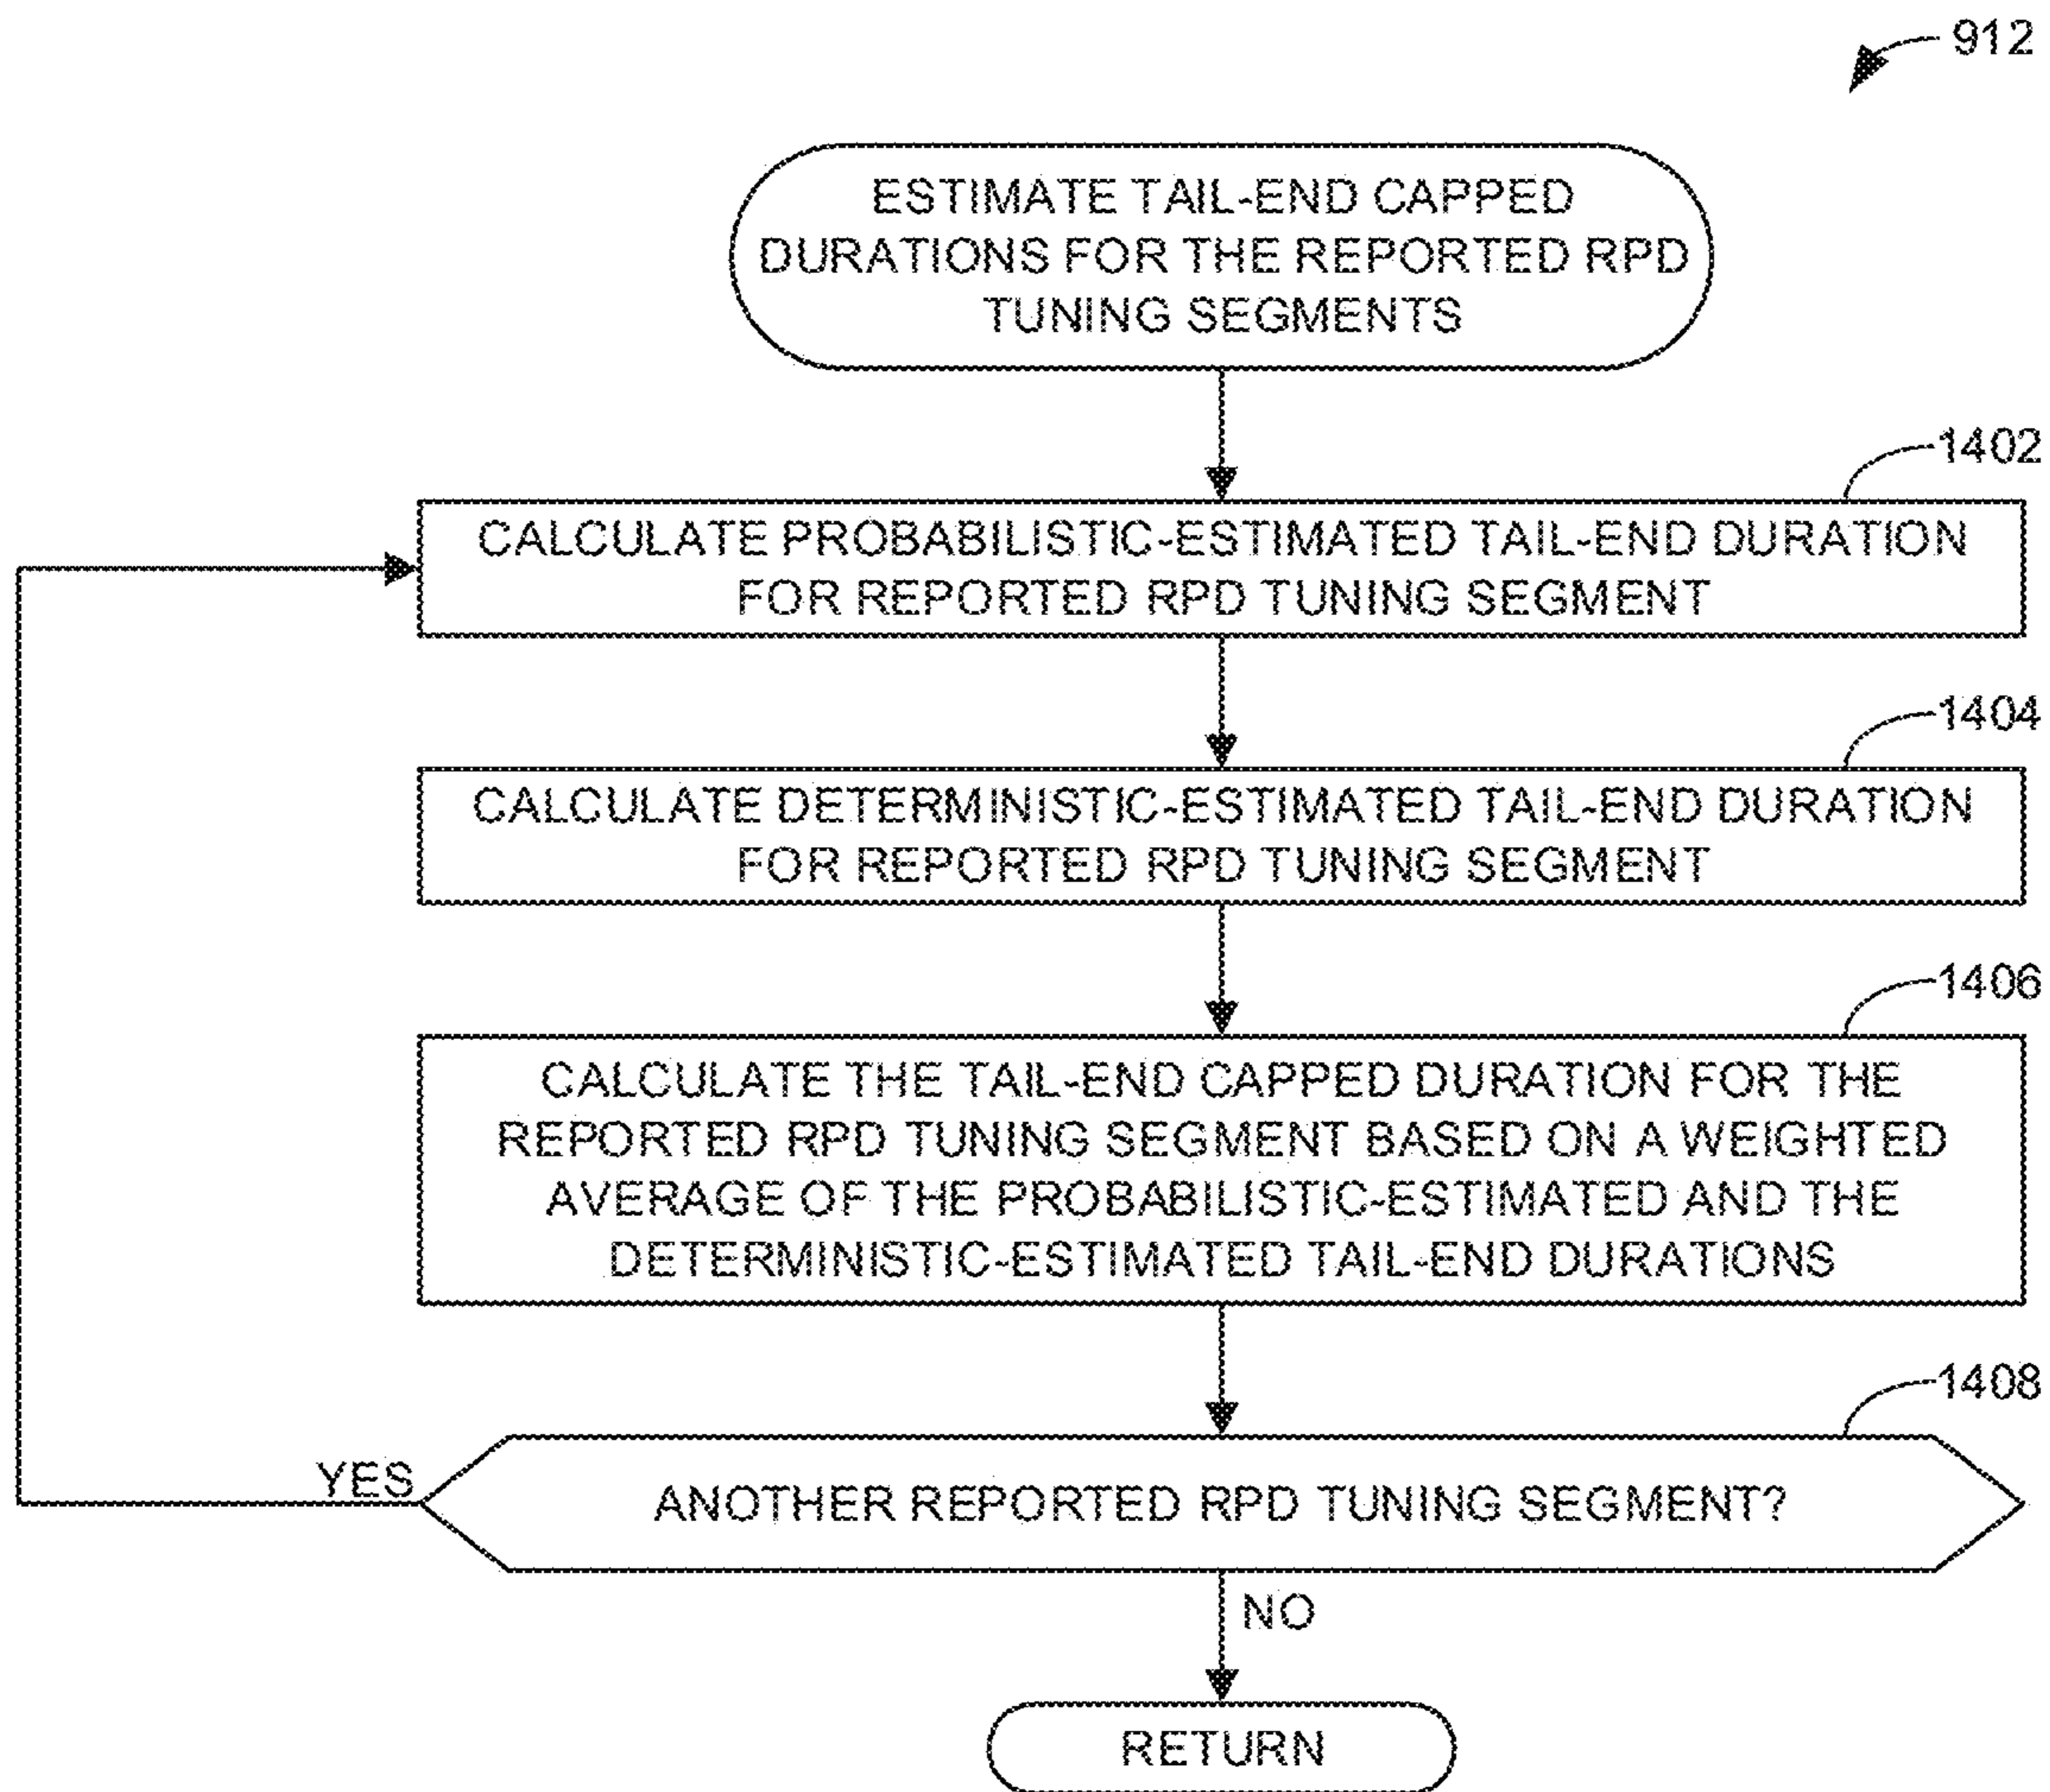 912
ESTIMATE TAIL-END CAPPED
DURATIONS FOR THE REPORTED RPD
TUNING SEGMENTS
1402
CALCULATE PROBABILISTIC-ESTIMATED TAIL-END DURATION
FOR REPORTED RPD TUNING SEGMENT
1404
CALCULATE DETERMINISTIC-ESTIMATED TAIL-END DURATION
FOR REPORTED RPD TUNING SEGMENT
1406
CALCULATE THE TAIL-END CAPPED DURATION FOR THE
REPORTED RPD TUNING SEGMENT BASED ON A WEIGHTED
AVERAGE OF THE PROBABILISTIC-ESTIMATED AND THE
DETERMINISTIC-ESTIMATED TAIL-END DURATIONS
1408
YES
ANOTHER REPORTED RPD TUNING SEGMENT?
NO
RETURN